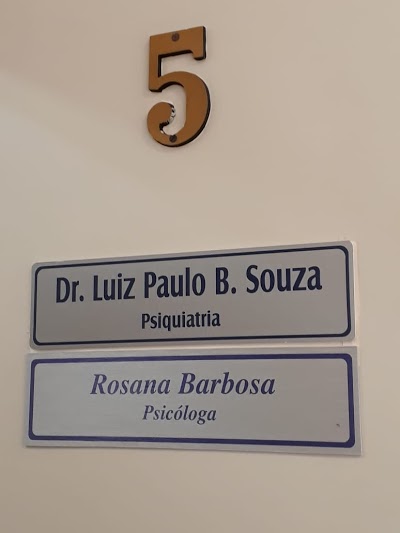 5
Dr. Luiz Paulo B. Souza
Psiquiatria
Rosana Barbosa
Psicóloga